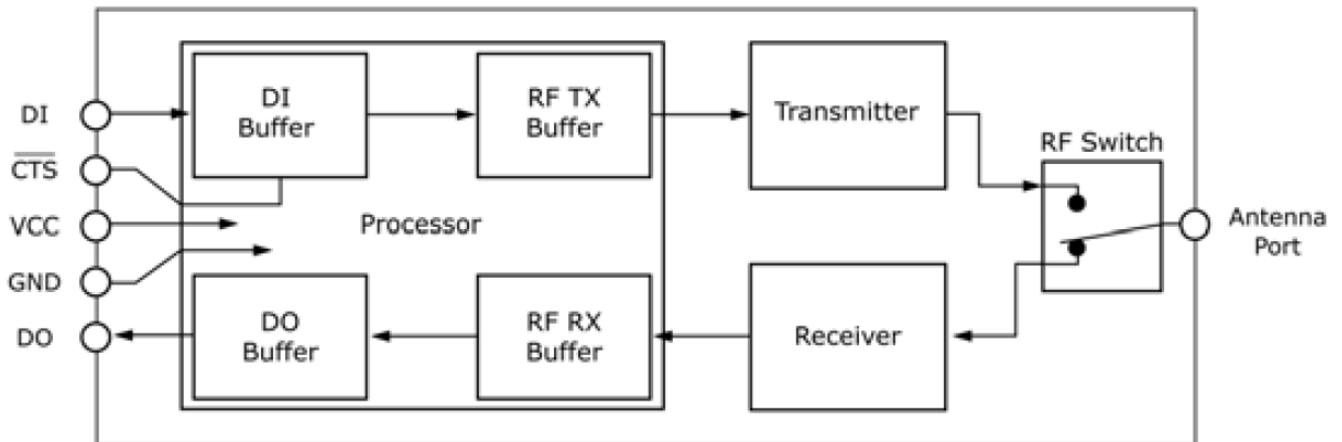 DI
CTS
VCC
GND
DO
DI
Buffer
RF TX
Buffer
Processor
DO
Buffer
RF RX
Buffer
Transmitter
Receiver
RF Switch
Antenna
Port